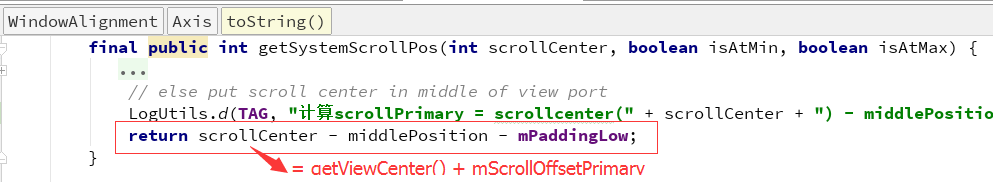 WindowAlignment Axis toString()
final public int getSystemScrollPos(int scrollCenter, boolean isAtMin, boolean isAtMax) {
...
// else put scroll center in middle of view port
LogUtils.d(TAG, "计算scrollPrimary = scrollcenter(" + scrollCenter + ") - middlePositio
return scrollCenter - middlePosition - mPaddingLow;
}
= getViewCenter() + mScrollOffsetPrimary